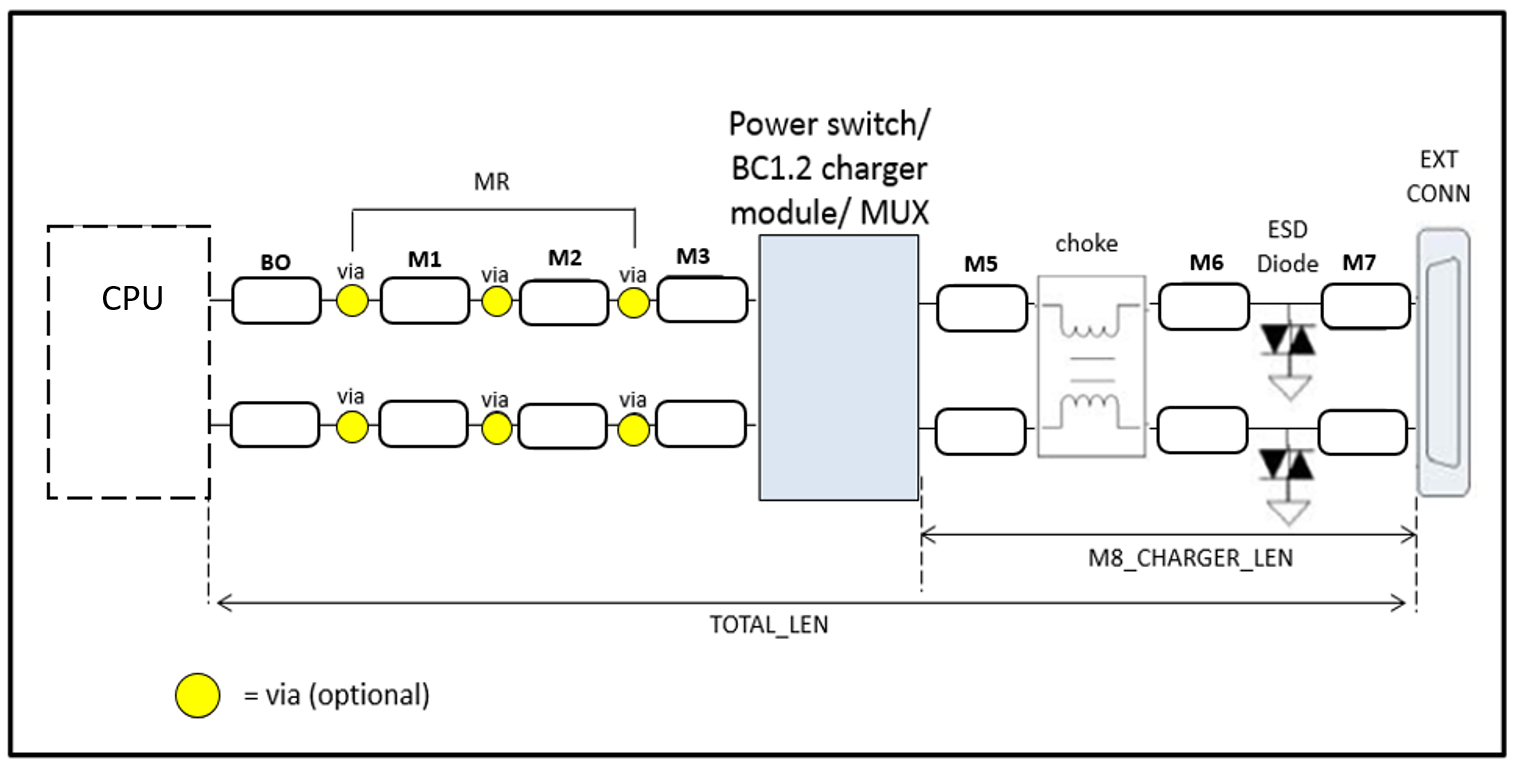 Power switch/
BC1.2 charger
module/ MUX
EXT
CONN
MR
choke
ESD
Diode
BO
M1
M2
M3
M5
M6
M7
via
via
via
CPU
via
via
via
M8_CHARGER_LEN
TOTAL_LEN
= via (optional)